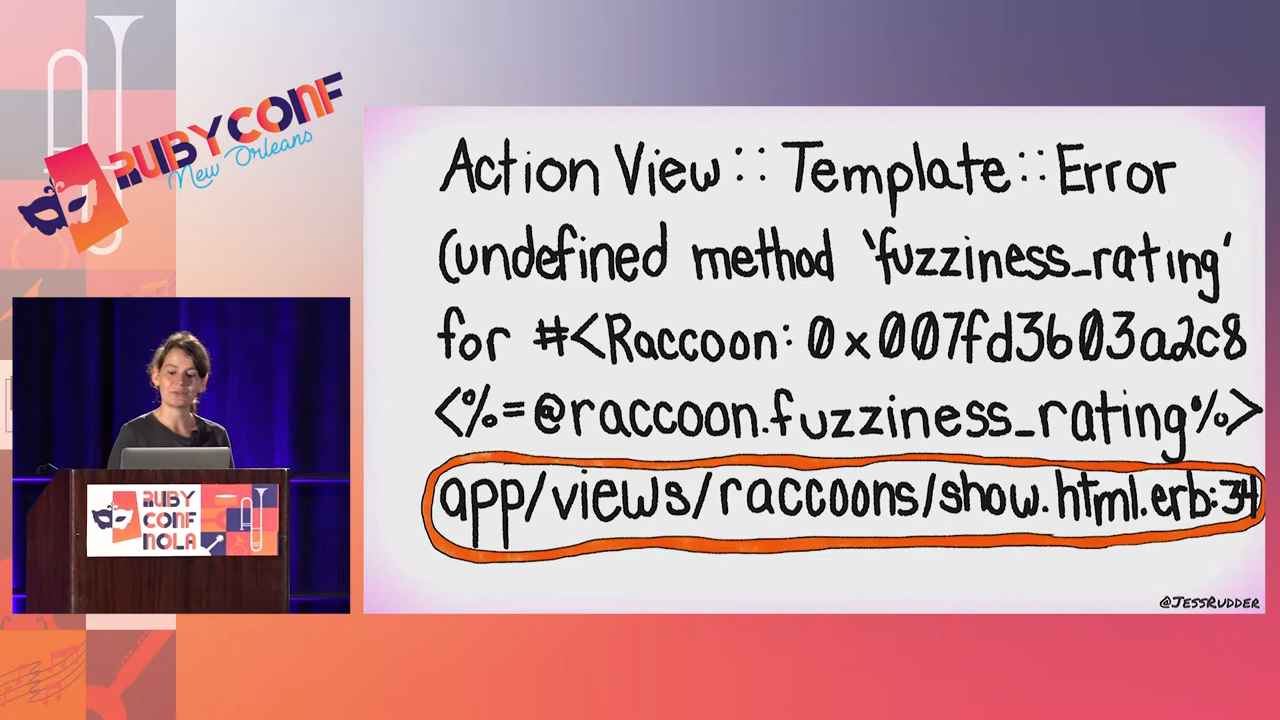 RUBYCONF
New Orleans
RUBY
CONF
NOLA
Action View::Template::Error
(undefined method `fuzziness_rating‘
for #<Raccoon: 0x007fd3603a2c8
<%=@raccoon.fuzziness_rating%>
app/views/raccoons/show.html.erb:34
@JessRudder